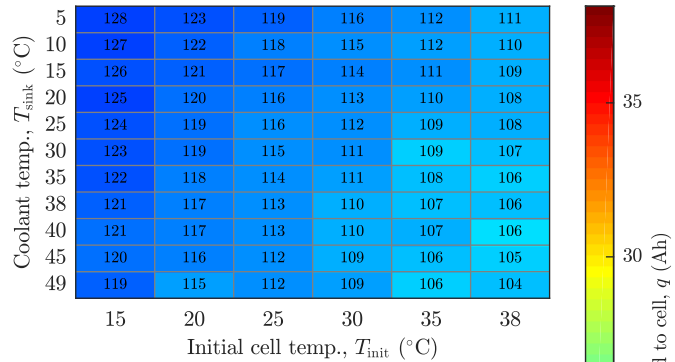 5 128 123 119 116 112 111
10 127 122 118 115 112 110
15 126 121 117 114 111 109
20 125 120 116 113 110 108
25 124 119 116 112 109 108
30 123 119 115 111 109 107
35 122 118 114 111 108 106
38 121 117 113 110 107 106
40 121 117 113 110 107 106
45 120 116 112 109 106 105
49 119 115 112 109 106 104
15 20 25 30 35 38
Initial cell temp., T_init (°C)
Coolant temp., T_sink (°C)
35
30
d to cell, q (Ah)